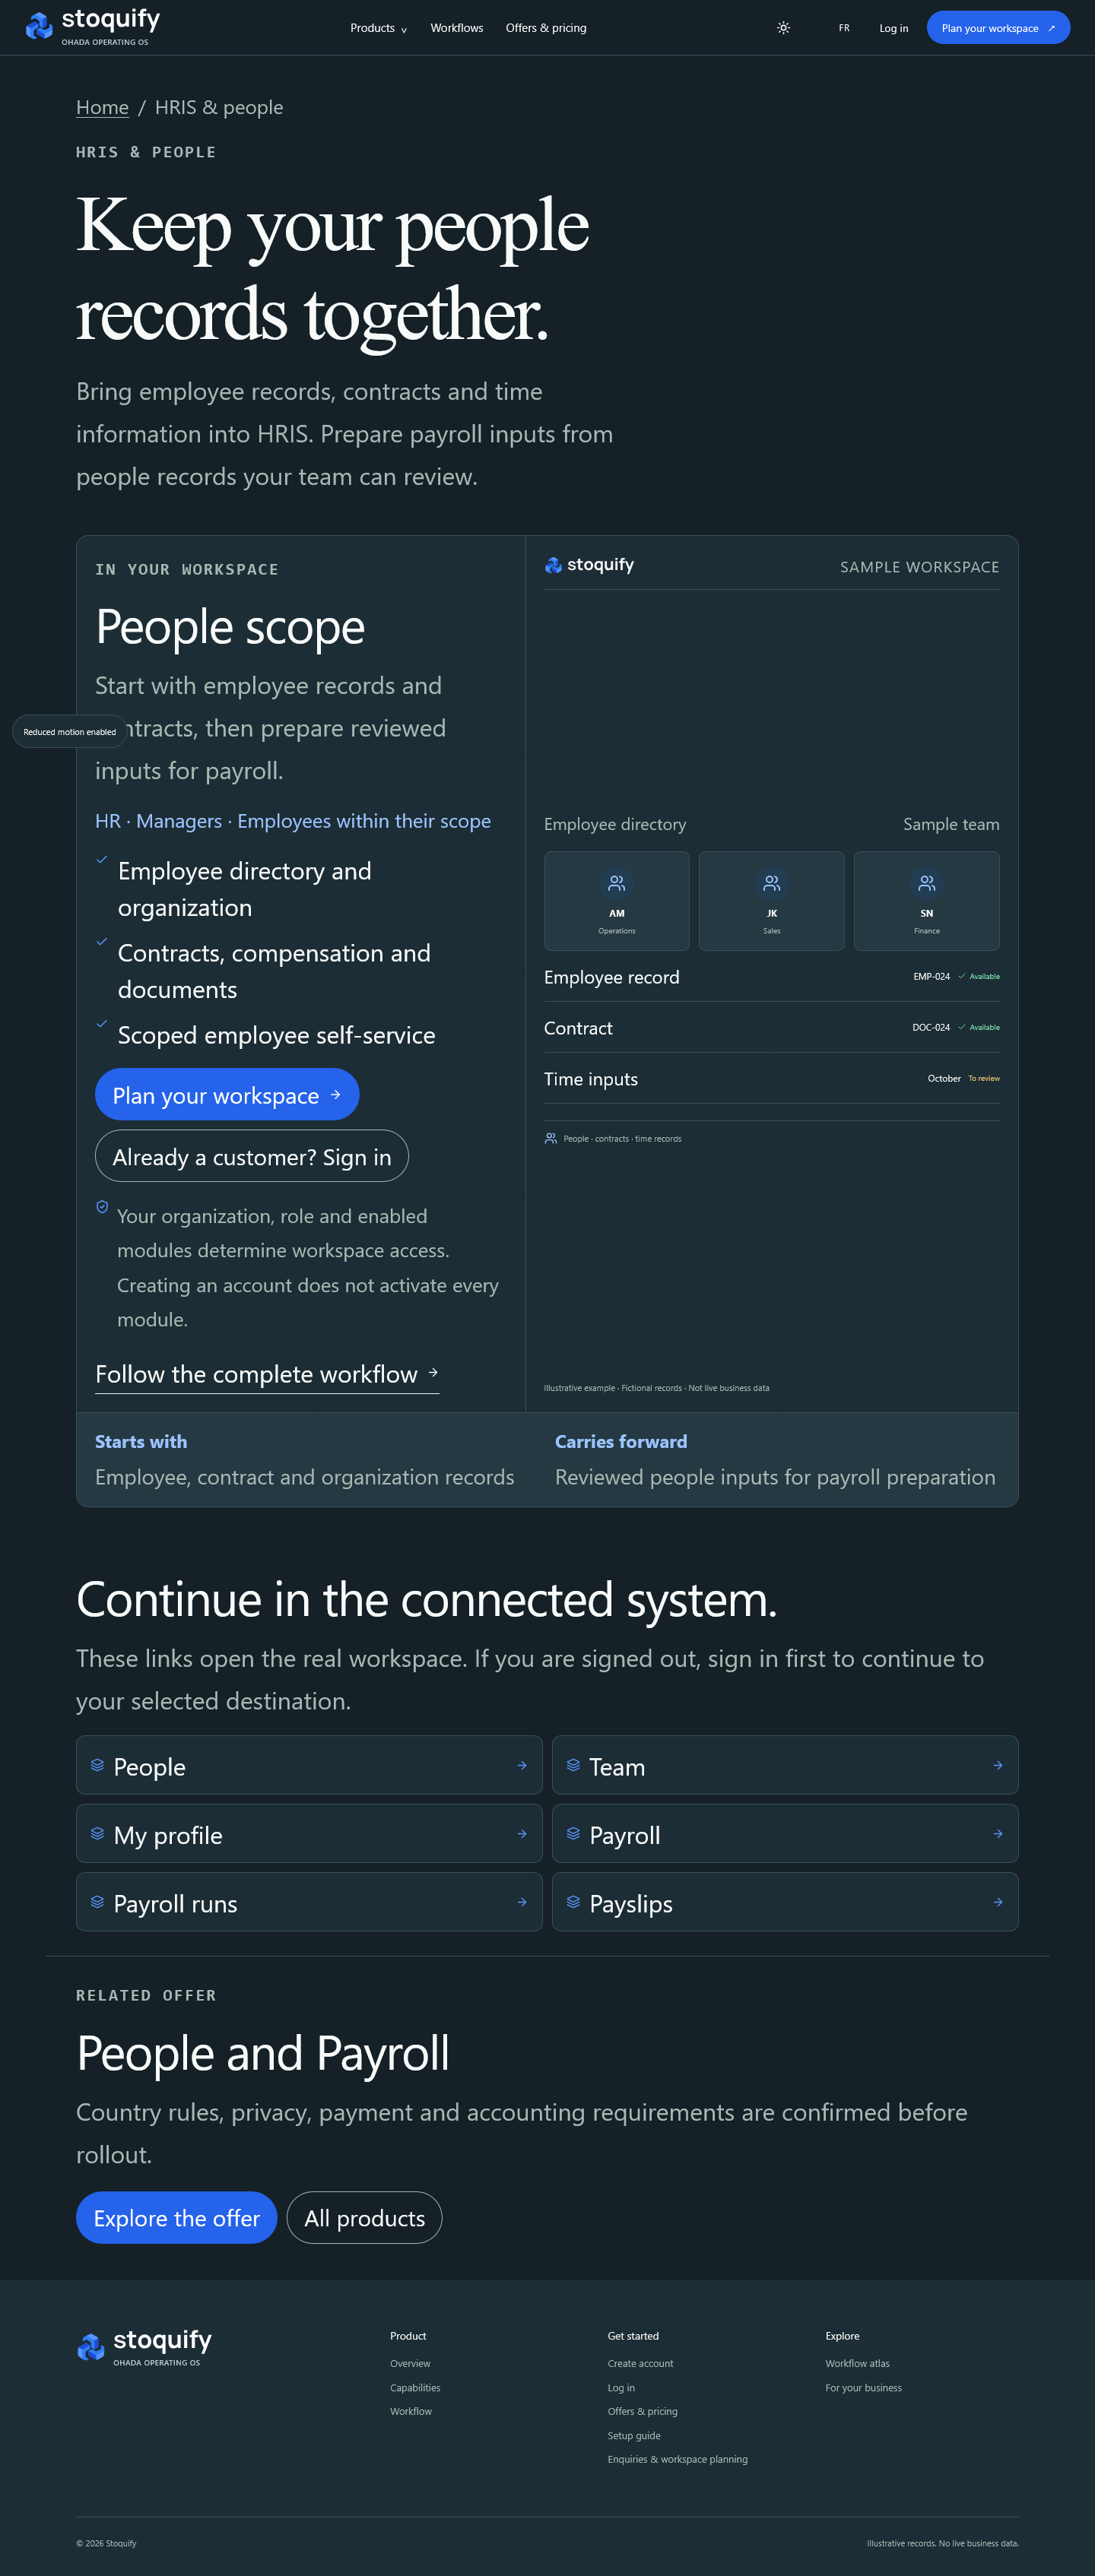 stoquify
OHADA OPERATING OS
Products
Workflows
Offers & pricing
FR
Log in
Plan your workspace ↗
Home / HRIS & people
HRIS & PEOPLE
Keep your people
records together.
Bring employee records, contracts and time
information into HRIS. Prepare payroll inputs from
people records your team can review.
IN YOUR WORKSPACE
People scope
Start with employee records and
ntracts, then prepare reviewed
inputs for payroll.
Reduced motion enabled
HR · Managers · Employees within their scope
Employee directory and
organization
Contracts, compensation and
documents
Scoped employee self-service
Plan your workspace →
Already a customer? Sign in
Your organization, role and enabled
modules determine workspace access.
Creating an account does not activate every
module.
Follow the complete workflow →
stoquify
SAMPLE WORKSPACE
Employee directory
Sample team
AM
Operations
JK
Sales
SN
Finance
Employee record
EMP-024
Available
Contract
DOC-024
Available
Time inputs
October
To review
People · contracts · time records
Illustrative example · Fictional records · Not live business data
Starts with
Employee, contract and organization records
Carries forward
Reviewed people inputs for payroll preparation
Continue in the connected system.
These links open the real workspace. If you are signed out, sign in first to continue to
your selected destination.
People →
Team →
My profile →
Payroll →
Payroll runs →
Payslips →
RELATED OFFER
People and Payroll
Country rules, privacy, payment and accounting requirements are confirmed before
rollout.
Explore the offer
All products
stoquify
OHADA OPERATING OS
Product
Overview
Capabilities
Workflow
Get started
Create account
Log in
Offers & pricing
Setup guide
Enquiries & workspace planning
Explore
Workflow atlas
For your business
© 2026 Stoquify
Illustrative records. No live business data.